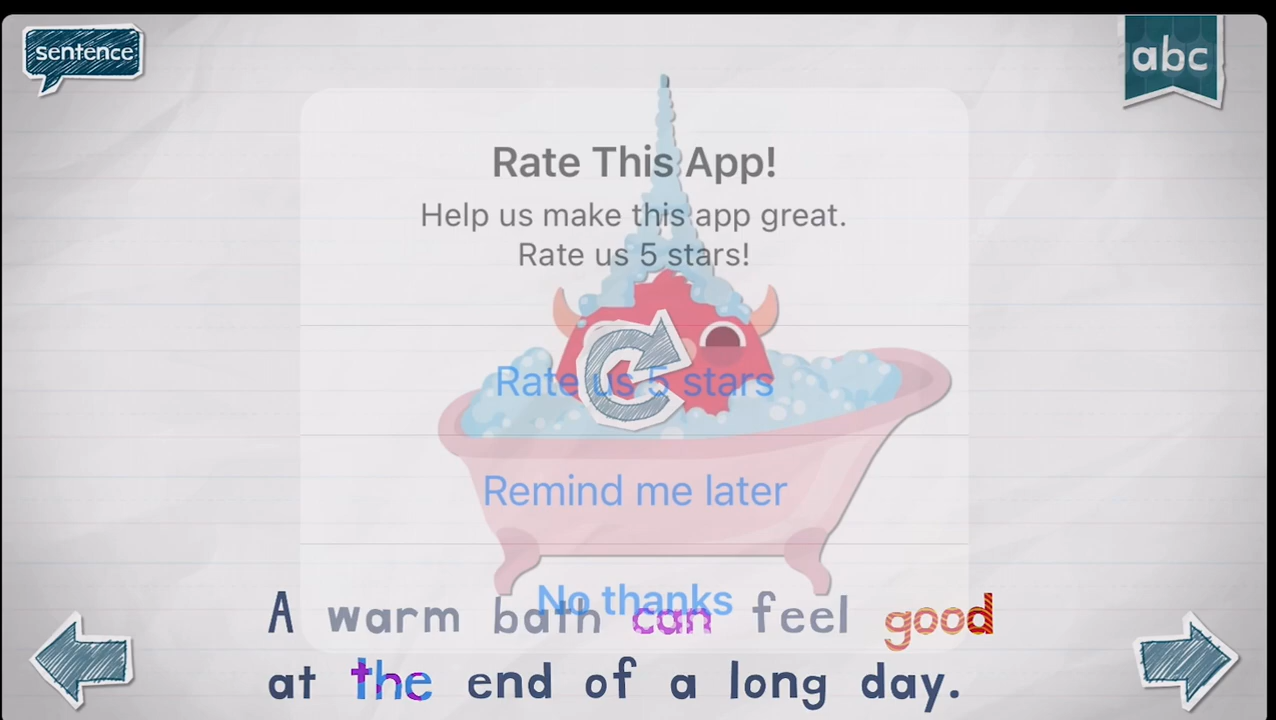 sentence
abc
Rate This App!
Help us make this app great.
Rate us 5 stars!
Rate us 5 stars
Remind me later
No thanks
A warm bath can feel good
at the end of a long day.